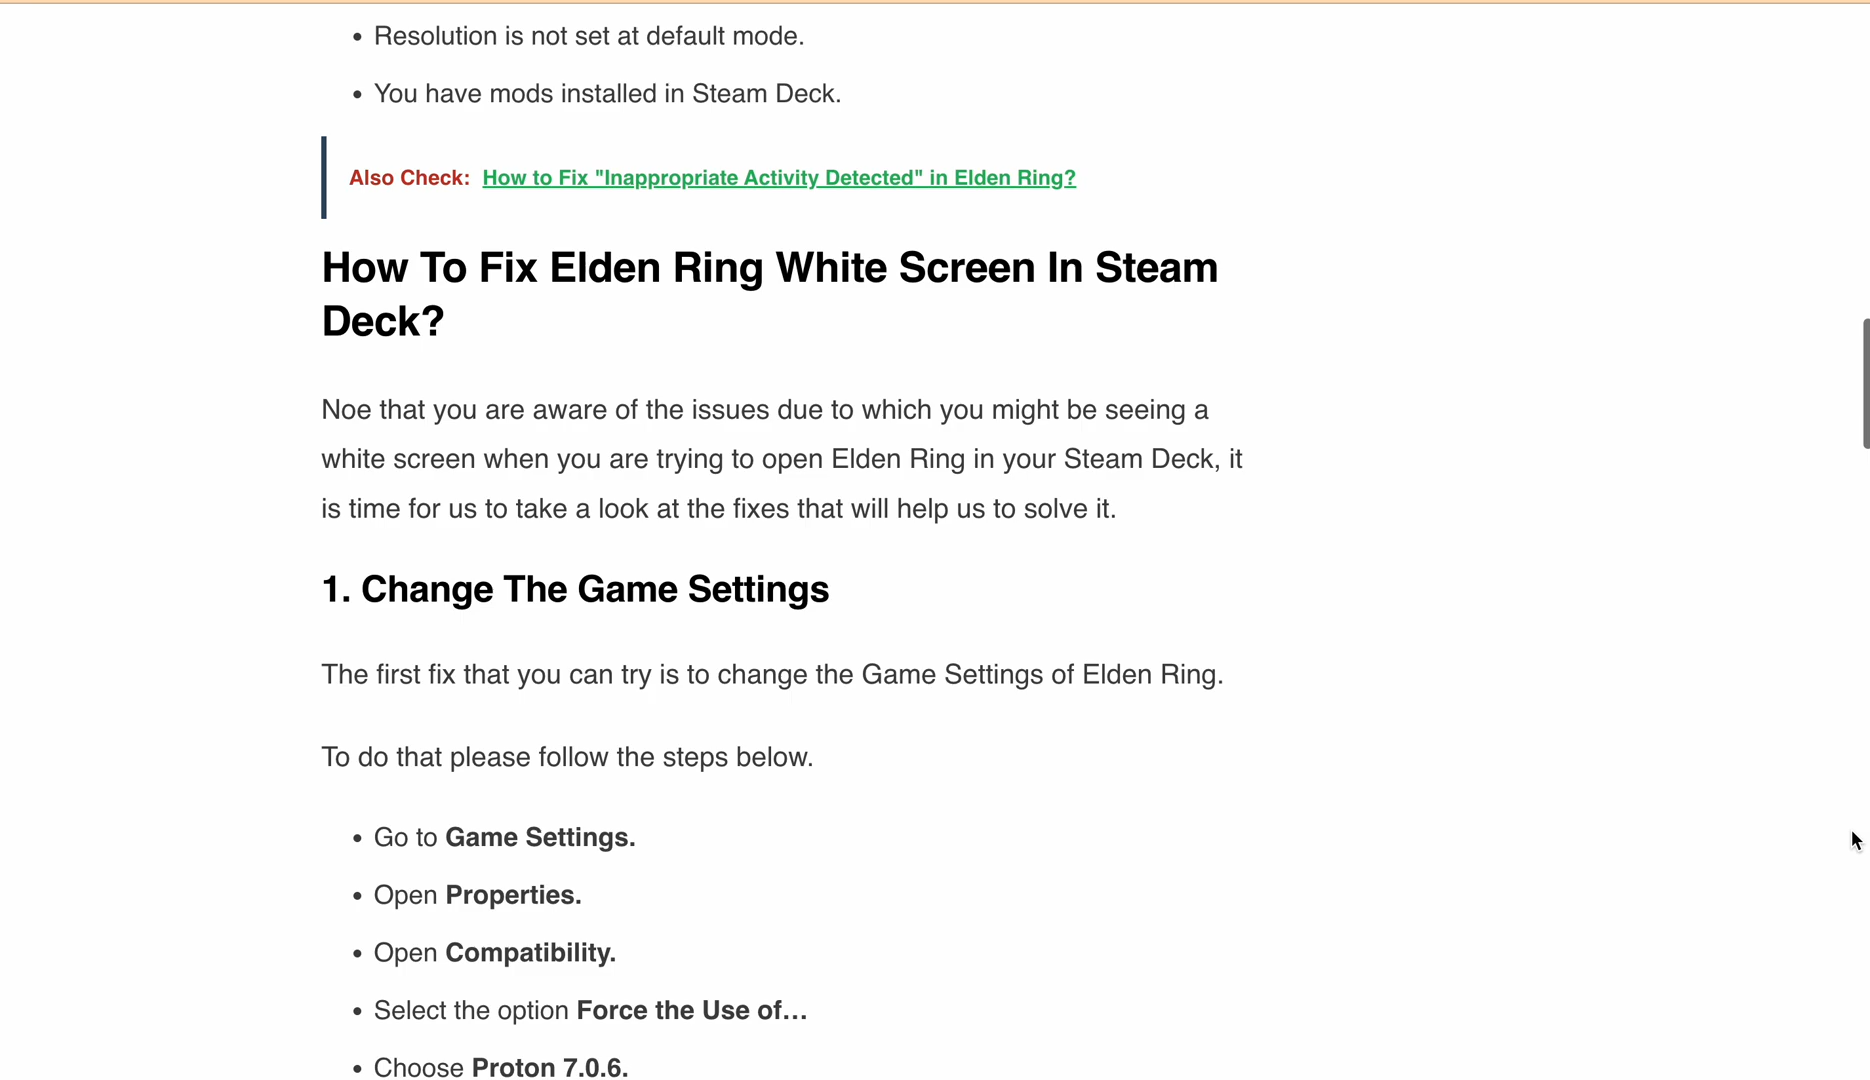 • Resolution is not set at default mode.
• You have mods installed in Steam Deck.
Also Check: How to Fix "Inappropriate Activity Detected" in Elden Ring?
How To Fix Elden Ring White Screen In Steam
Deck?
Noe that you are aware of the issues due to which you might be seeing a
white screen when you are trying to open Elden Ring in your Steam Deck, it
is time for us to take a look at the fixes that will help us to solve it.
1. Change The Game Settings
The first fix that you can try is to change the Game Settings of Elden Ring.
To do that please follow the steps below.
• Go to Game Settings.
• Open Properties.
• Open Compatibility.
• Select the option Force the Use of...
• Choose Proton 7.0.6.